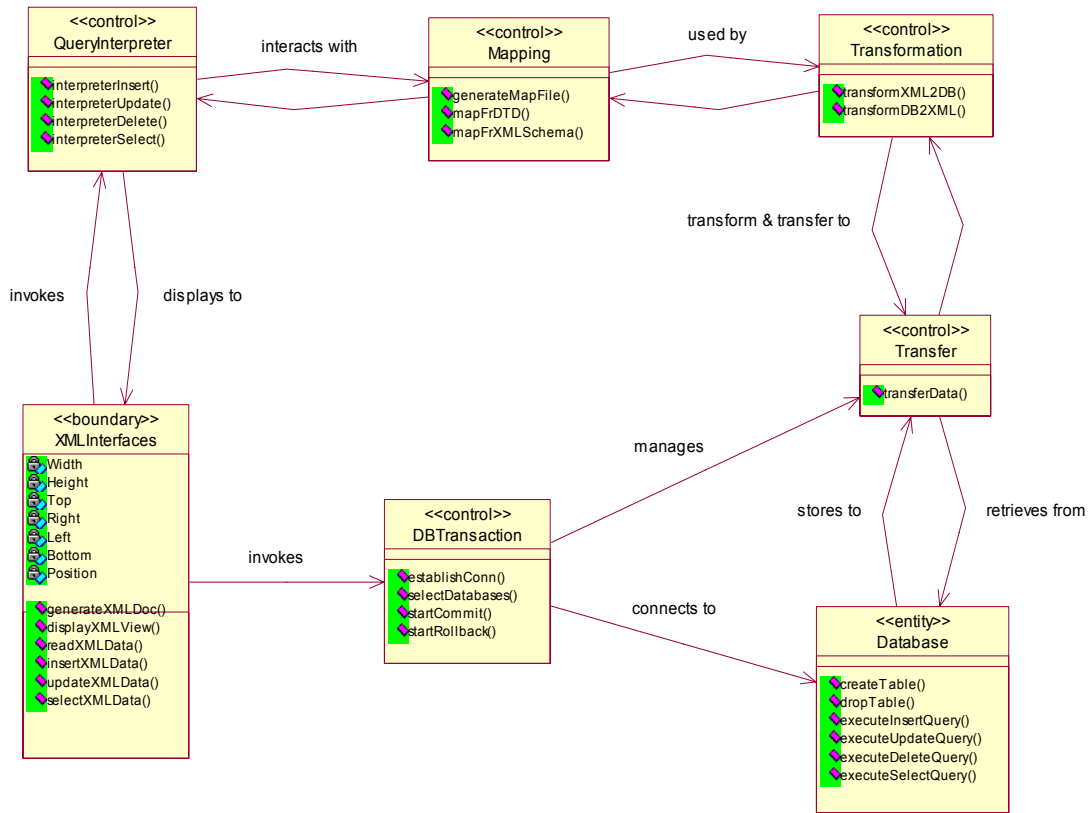 <<control>>
QueryInterpreter
interpreterInsert()
interpreterUpdate()
interpreterDelete()
interpreterSelect()
interacts with
<<control>>
Mapping
generateMapFile()
mapFrDTD()
mapFrXMLSchema()
used by
<<control>>
Transformation
transformXML2DB()
transformDB2XML()
invokes
displays to
transform & transfer to
<<control>>
Transfer
transferData()
<<boundary>>
XMLInterfaces
Width
Height
Top
Right
Left
Bottom
Position
generateXMLDoc()
displayXMLView()
readXMLData()
insertXMLData()
updateXMLData()
selectXMLData()
invokes
<<control>>
DBTransaction
establishConn()
selectDatabases()
startCommit()
startRollback()
manages
connects to
stores to
retrieves from
<<entity>>
Database
createTable()
dropTable()
executeInsertQuery()
executeUpdateQuery()
executeDeleteQuery()
executeSelectQuery()